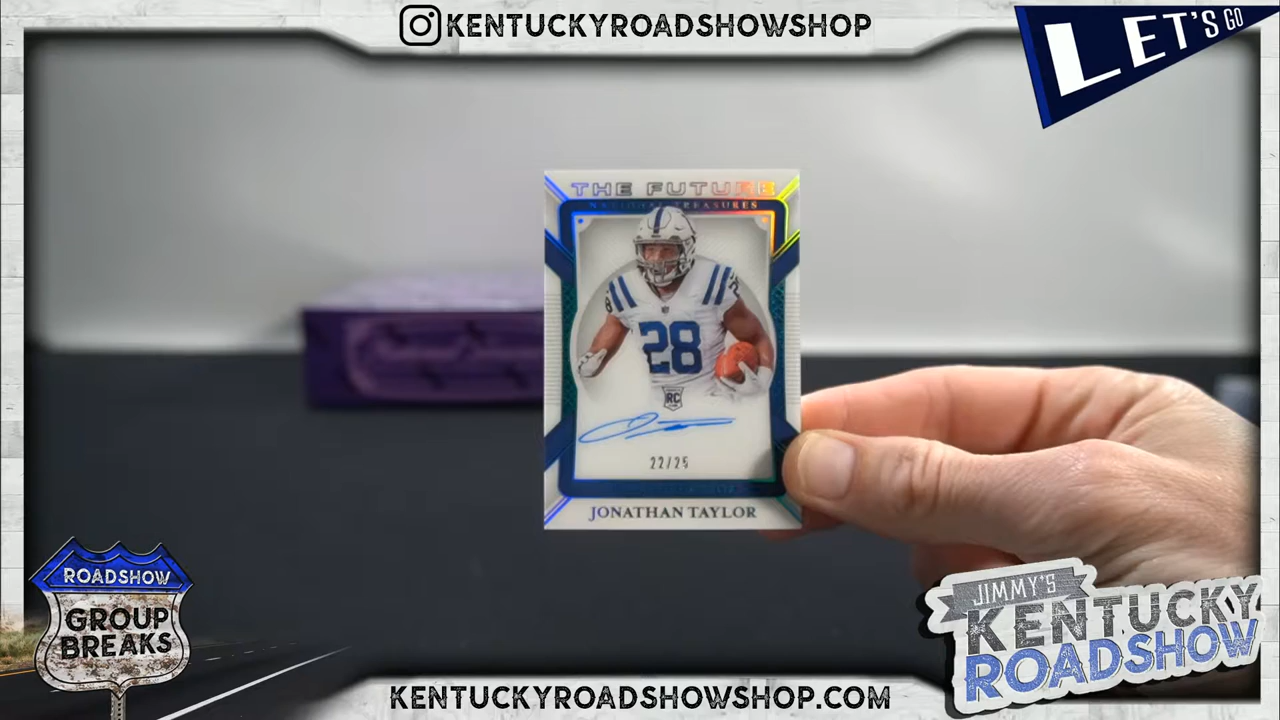 KENTUCKYROADSHOWSHOP
LET'S GO
THE FUTURE
NATIONAL TREASURES
28
RC
22/25
JONATHAN TAYLOR
ROADSHOW
GROUP
BREAKS
JIMMY'S
KENTUCKY
ROADSHOW
KENTUCKYROADSHOWSHOP.COM